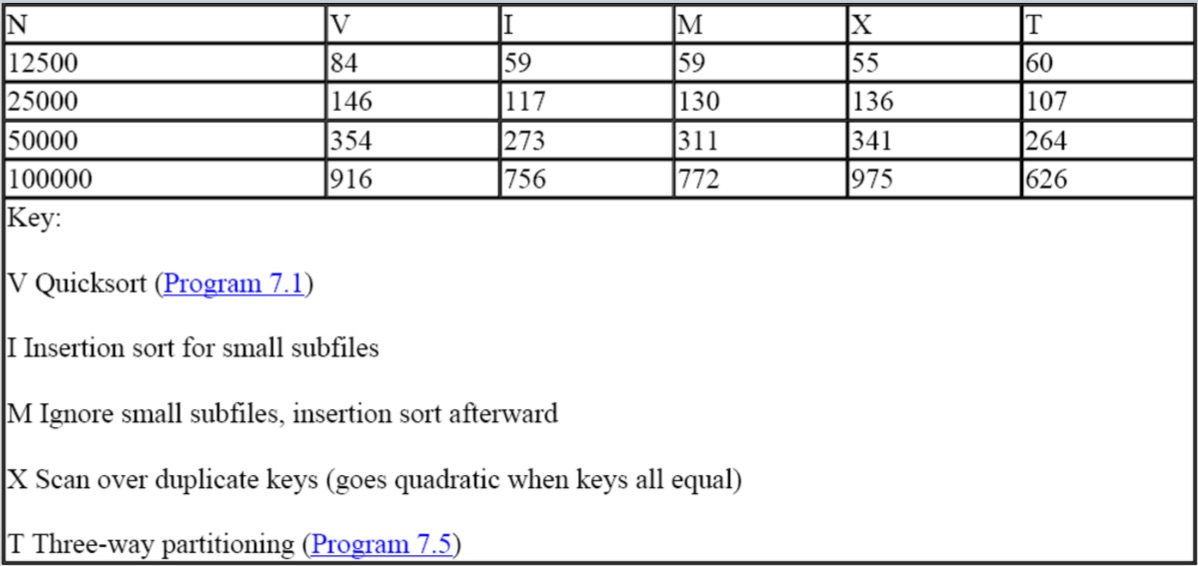 N V I M X T
12500 84 59 59 55 60
25000 146 117 130 136 107
50000 354 273 311 341 264
100000 916 756 772 975 626
Key:
V Quicksort (Program 7.1)
I Insertion sort for small subfiles
M Ignore small subfiles, insertion sort afterward
X Scan over duplicate keys (goes quadratic when keys all equal)
T Three-way partitioning (Program 7.5)